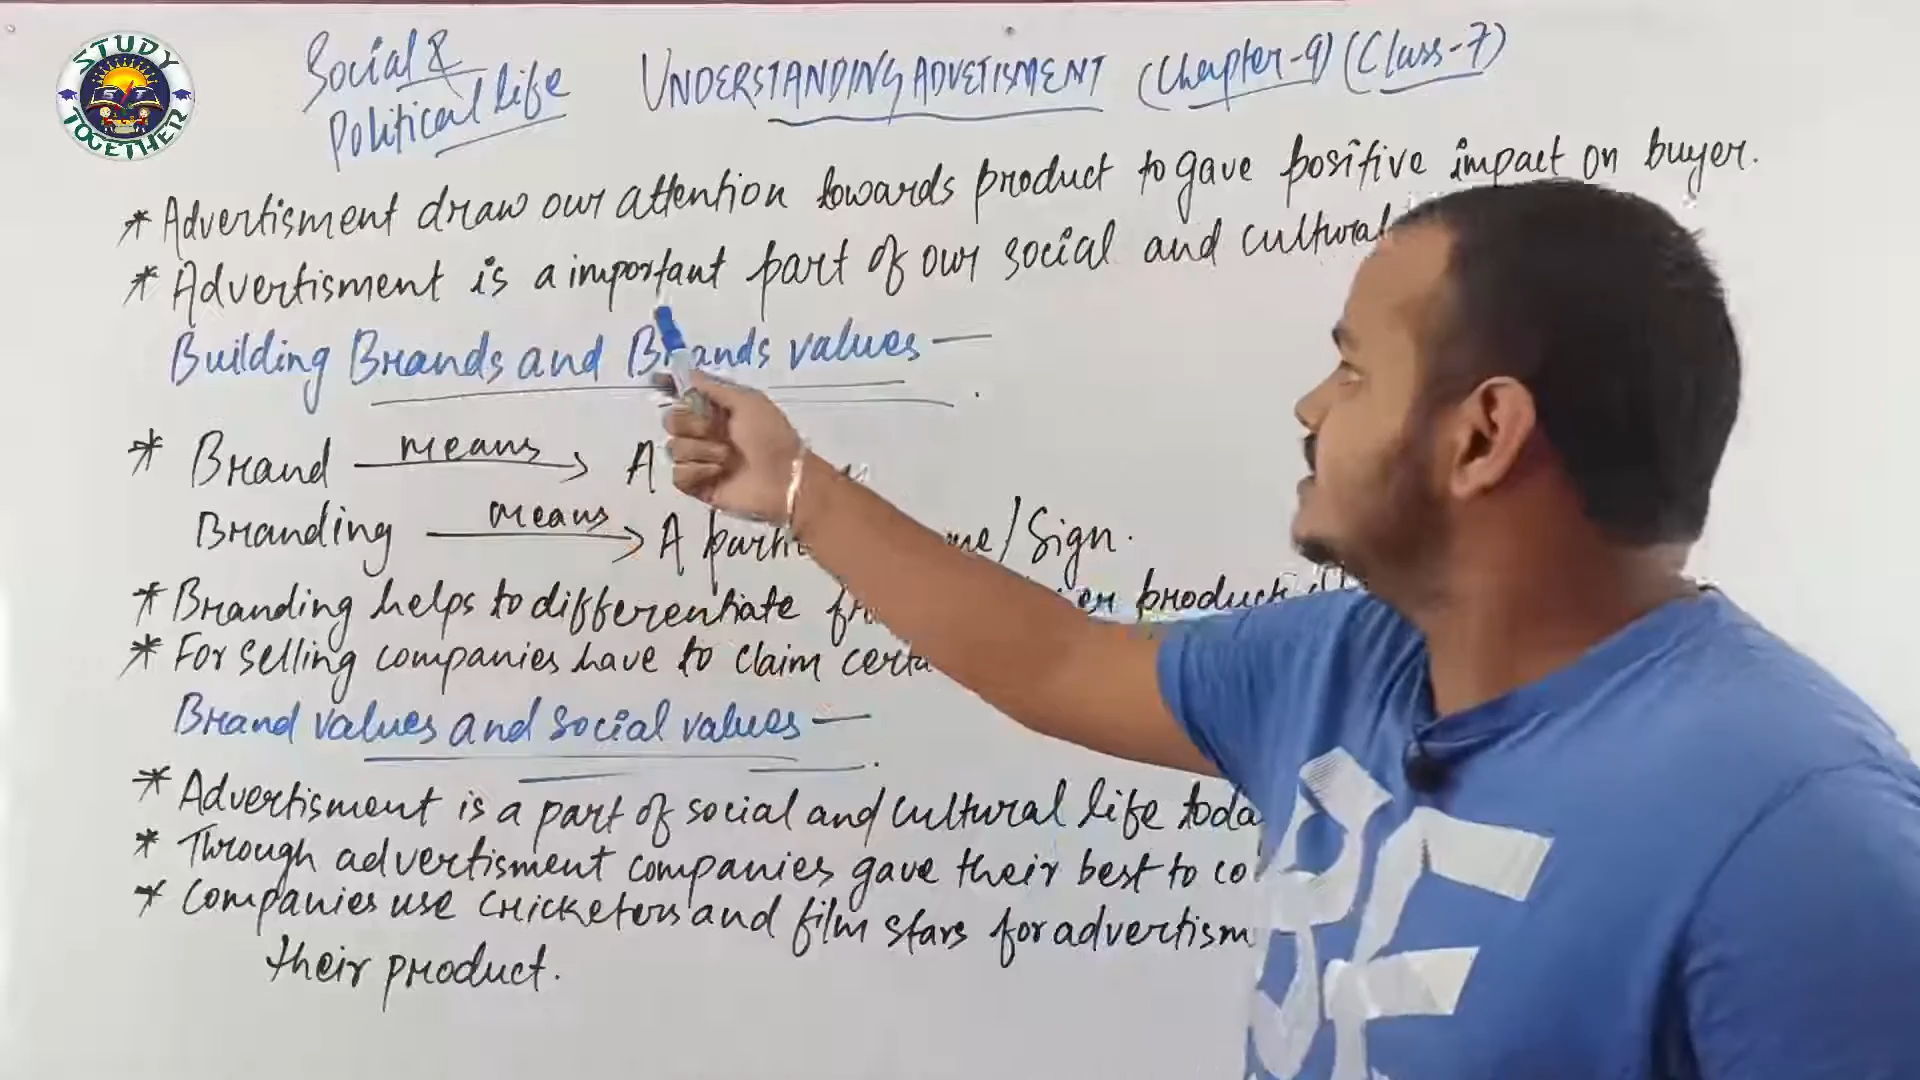 STUDY
ST
TOGETHER
Social &
Political life
UNDERSTANDING ADVETISMENT (Chapter-9) (Class-7)
* Advertisment draw our attention towards product to gave positive impact on buyer.
* Advertisment is a important part of our social and cultural
Building Brands and Brands values —
* Brand means A
Branding means A /Sign.
* Branding helps to differentiate product
* For selling companies have to claim
Brand values and social values —
* Advertisment is a part of social and cultural life
* Through advertisment companies gave their best to
* Companies use cricketers and film stars for
their product.